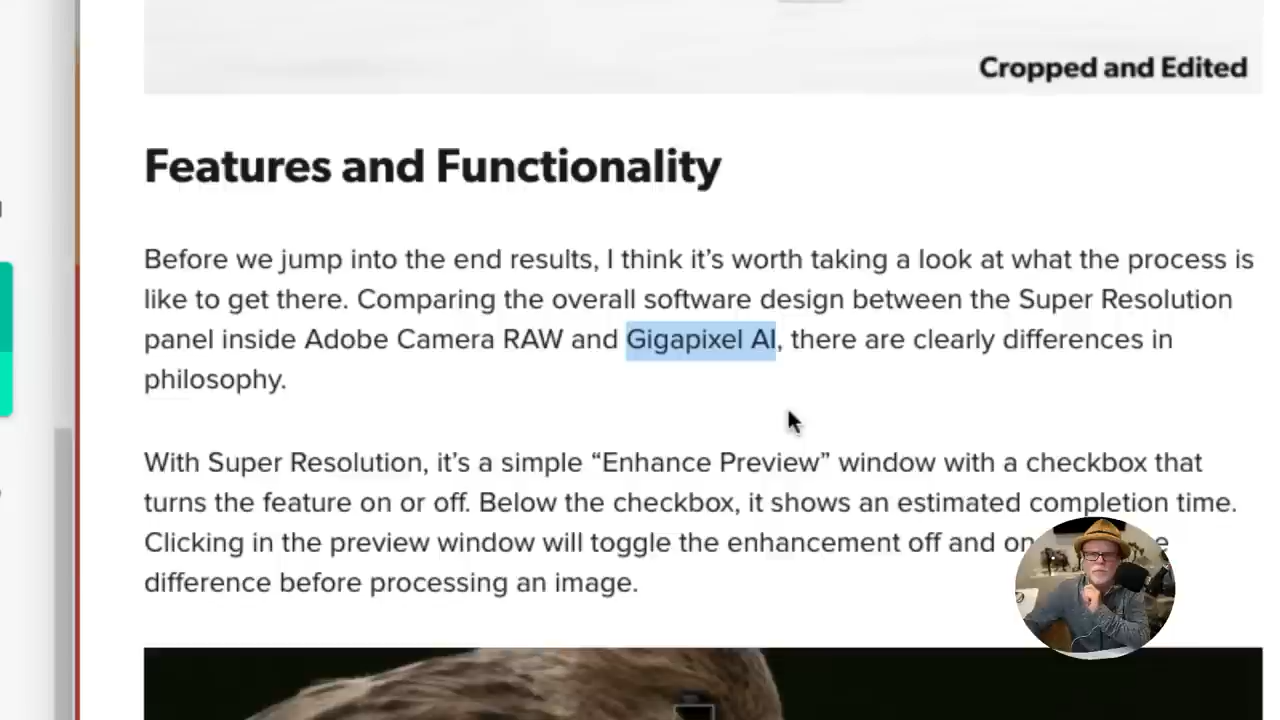 Cropped and Edited
Features and Functionality
Before we jump into the end results, I think it’s worth taking a look at what the process is
like to get there. Comparing the overall software design between the Super Resolution
panel inside Adobe Camera RAW and Gigapixel AI, there are clearly differences in
philosophy.
With Super Resolution, it’s a simple “Enhance Preview” window with a checkbox that
turns the feature on or off. Below the checkbox, it shows an estimated completion time.
Clicking in the preview window will toggle the enhancement off and on
difference before processing an image.